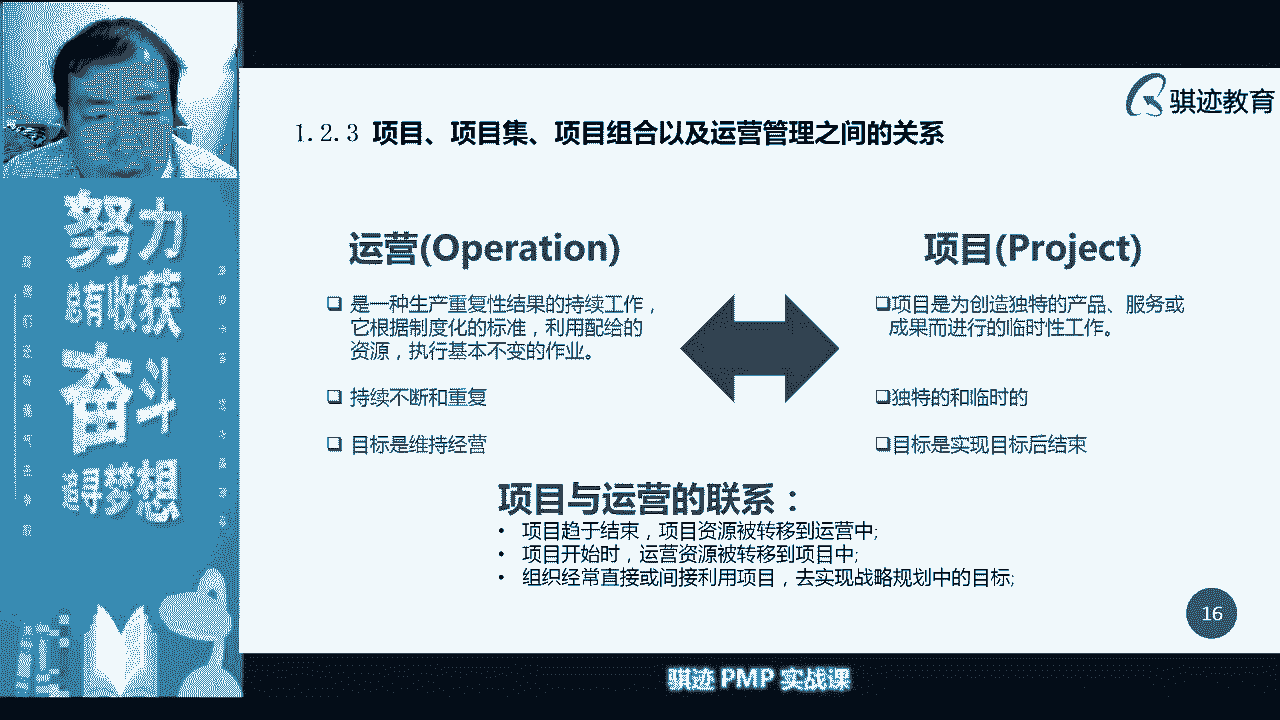 骐迹教育
1.2.3 项目、项目集、项目组合以及运营管理之间的关系
运营(Operation)
是一种生产重复性结果的持续工作，
它根据制度化的标准，利用配给的
资源，执行基本不变的作业。
持续不断和重复
目标是维持经营
项目(Project)
项目是为创造独特的产品、服务或
成果而进行的临时性工作。
独特的和临时的
目标是实现目标后结束
项目与运营的联系：
• 项目趋于结束，项目资源被转移到运营中;
• 项目开始时，运营资源被转移到项目中;
• 组织经常直接或间接利用项目，去实现战略规划中的目标;
16
努力
总有收获
奋斗
追寻梦想
骐迹 PMP 实战课